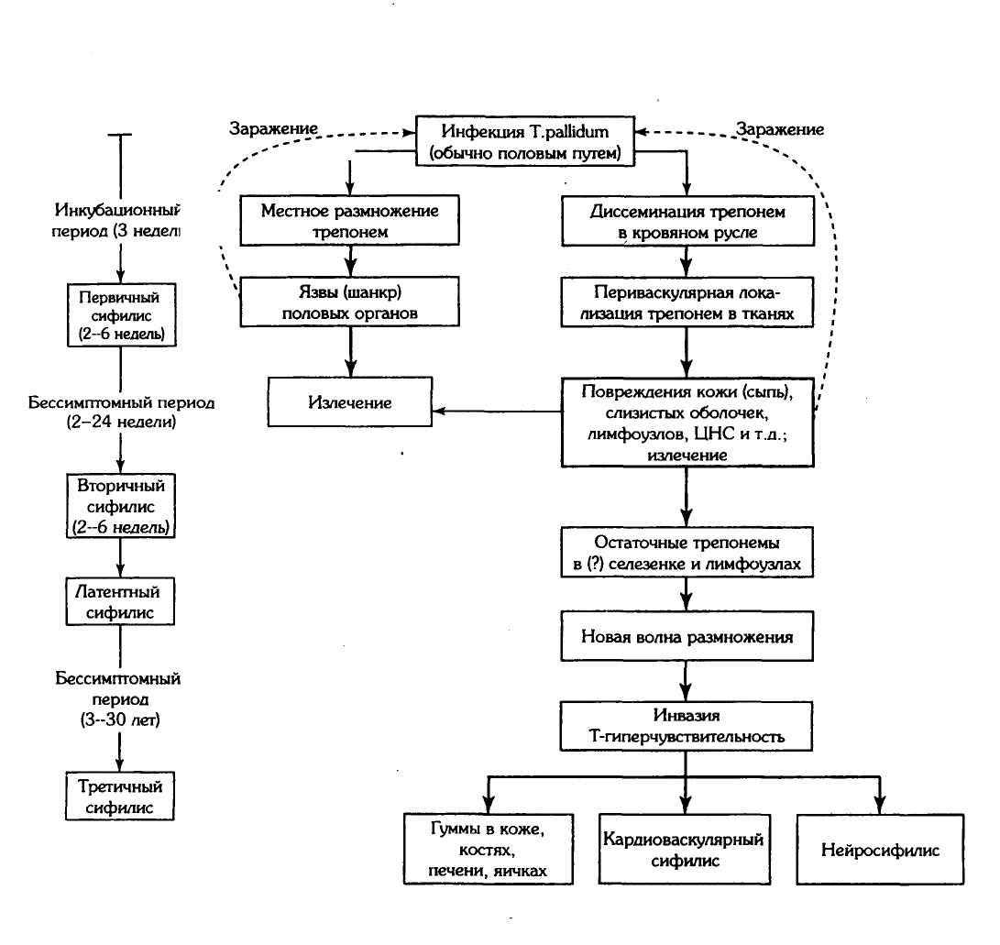 Заражение
Инфекция T.pallidum
(обычно половым путем)
Заражение
Инкубационный
период (3 недел
Первичный
сифилис
(2--6 недель)
Бессимптомный период
(2--24 недели)
Вторичный
сифилис
(2--6 недель)
Латентный
сифилис
Бессимптомный
период
(3--30 лет)
Третичный
сифилис
Местное размножение
трепонем
Язвы (шанкр)
половых органов
Излечение
Диссеминация трепонем
в кровяном русле
Периваскулярная лока-
лизация трепонем в тканях
Повреждения кожи (сыпь),
слизистых оболочек,
лимфоузлов, ЦНС и т.д.;
излечение
Остаточные трепонемы
в (?) селезенке и лимфоузлах
Новая волна размножения
Инвазия
Т-гиперчувствительность
Гуммы в коже,
костях,
печени, яичках
Кардиоваскулярный
сифилис
Нейросифилис